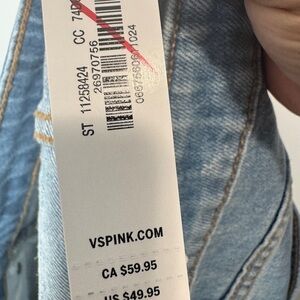 ST 11258424 CC
26970756
VSPINK.COM
CA $59.95
US $49.95